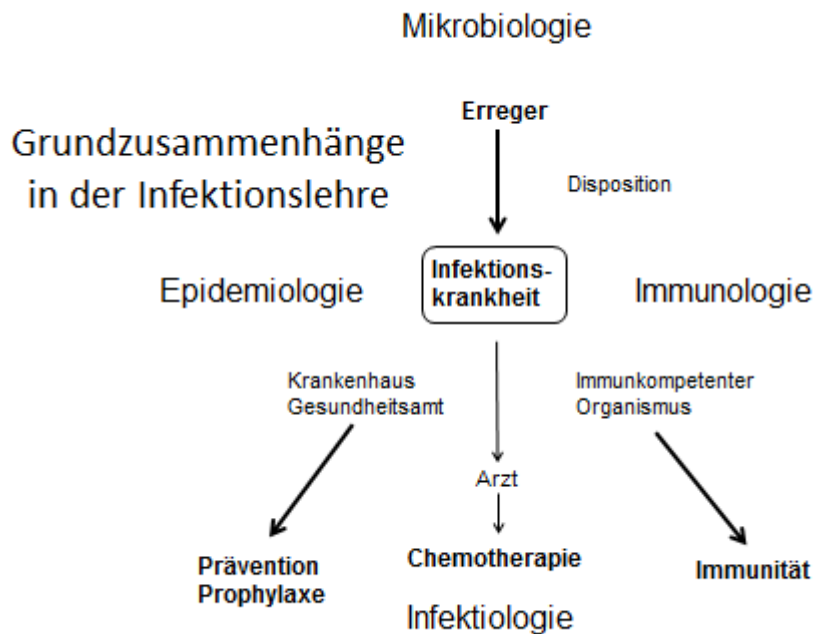 Mikrobiologie
Erreger
Grundzusammenhänge
in der Infektionslehre
Disposition
Infektions-
krankheit
Epidemiologie
Immunologie
Krankenhaus
Gesundheitsamt
Immunkompetenter
Organismus
Arzt
Prävention
Prophylaxe
Chemotherapie
Immunität
Infektiologie